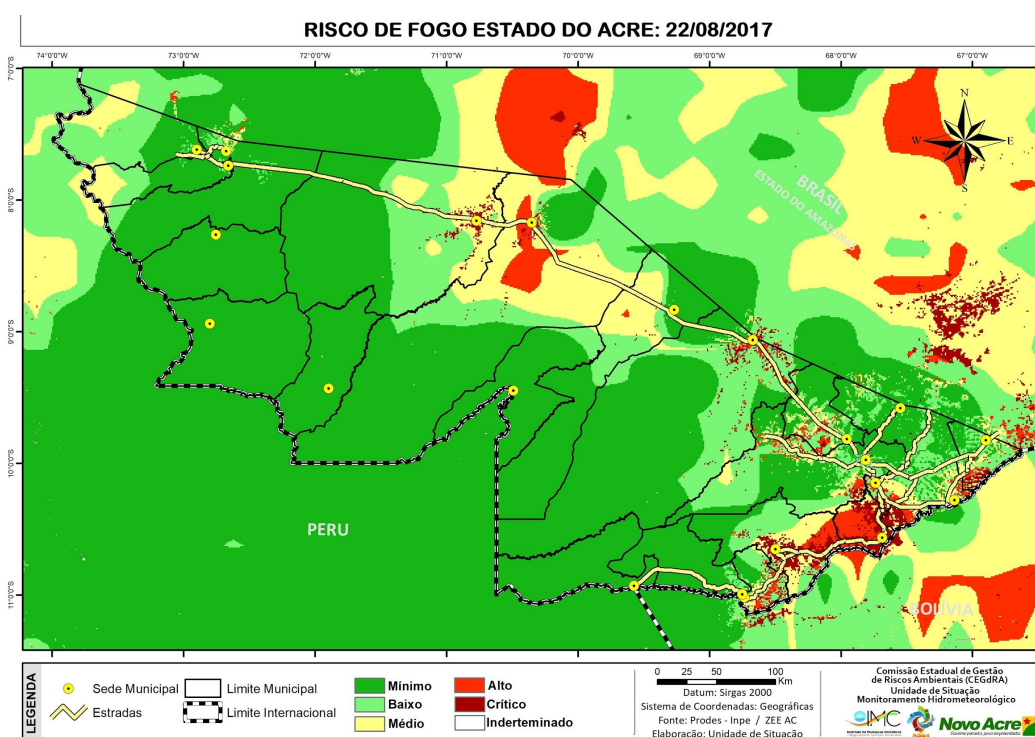 RISCO DE FOGO ESTADO DO ACRE: 22/08/2017
74°0'0"W 73°0'0"W 72°0'0"W 71°0'0"W 70°0'0"W 69°0'0"W 68°0'0"W 67°0'0"W
7°0'0"S
8°0'0"S
9°0'0"S
10°0'0"S
11°0'0"S
N
W E
S
BRASIL
ESTADO DO AMAZONAS
PERU
BOLÍVIA
LEGENDA
Sede Municipal
Estradas
Limite Municipal
Limite Internacional
Mínimo
Baixo
Médio
Alto
Crítico
Indeterminado
0 25 50 100
Km
Datum: Sirgas 2000
Sistema de Coordenadas: Geográficas
Fonte: Prodes - Inpe / ZEE AC
Elaboração: Unidade de Situação
Comissão Estadual de Gestão
de Riscos Ambientais (CEGdRA)
Unidade de Situação
Monitoramento Hidrometeorológico
IMC
Novo Acre